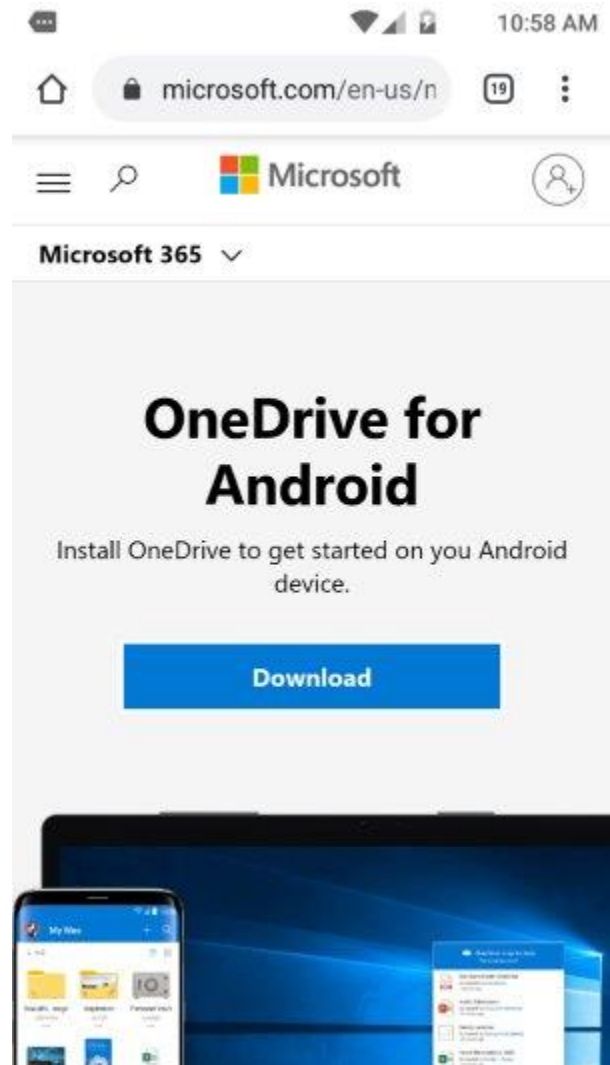 10:58 AM
microsoft.com/en-us/n
19
Microsoft
Microsoft 365
OneDrive for
Android
Install OneDrive to get started on you Android
device.
Download
My files